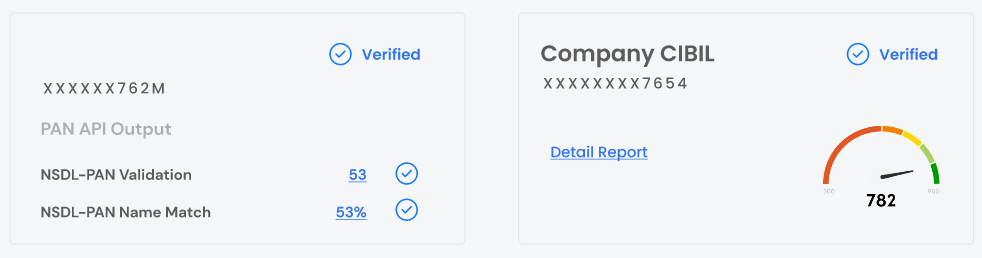 Verified
XXXXXX762M
PAN API Output
NSDL-PAN Validation 53
NSDL-PAN Name Match 53%
Company CIBIL Verified
XXXXXXXX7654
Detail Report
300 900
782